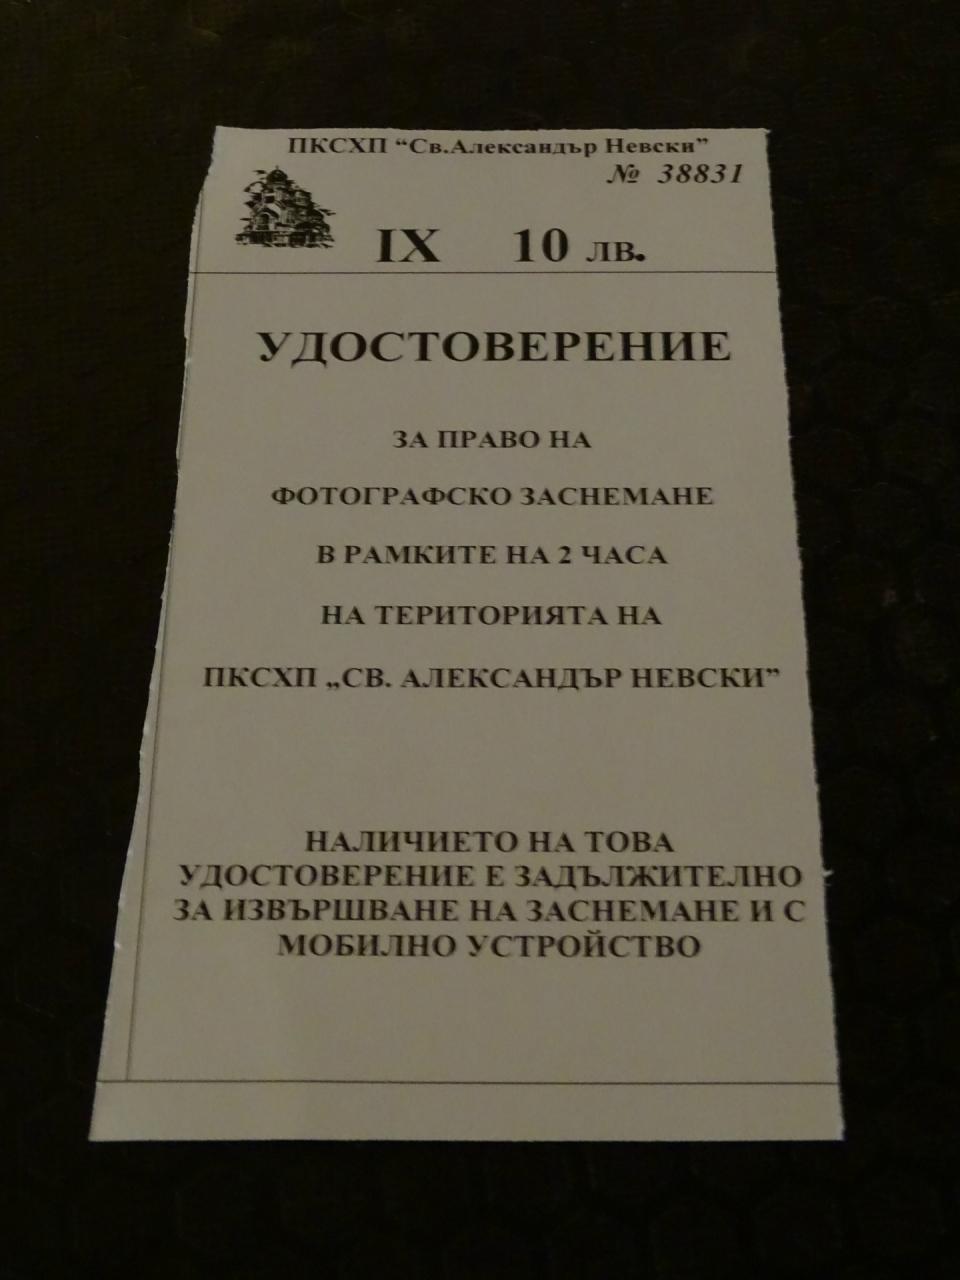 ПКСХП “Св.Александър Невски”
№ 38831
IX 10 лв.
УДОСТОВЕРЕНИЕ
ЗА ПРАВО НА
ФОТОГРАФСКО ЗАСНЕМАНЕ
В РАМКИТЕ НА 2 ЧАСА
НА ТЕРИТОРИЯТА НА
ПКСХП „СВ. АЛЕКСАНДЪР НЕВСКИ”
НАЛИЧИЕТО НА ТОВА
УДОСТОВЕРЕНИЕ Е ЗАДЪЛЖИТЕЛНО
ЗА ИЗВЪРШВАНЕ НА ЗАСНЕМАНЕ И С
МОБИЛНО УСТРОЙСТВО